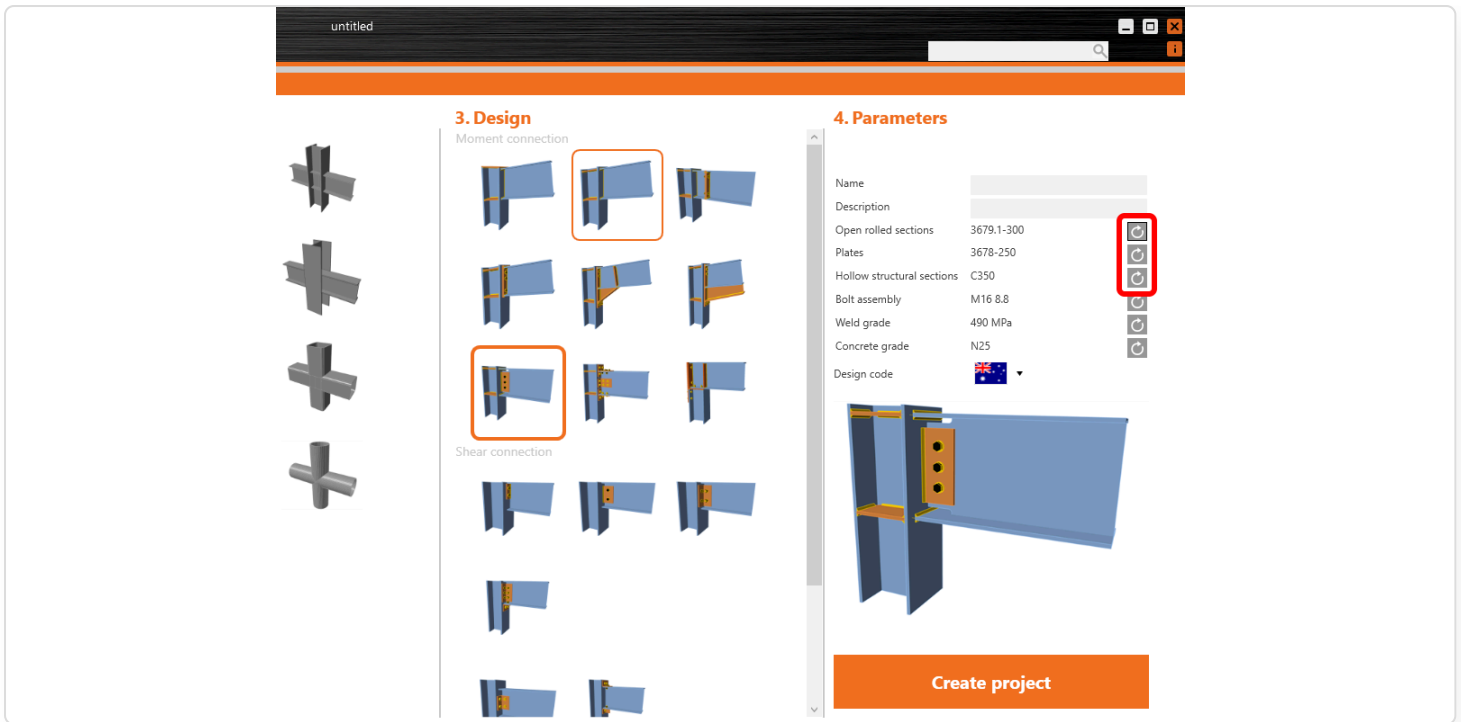 untitled
i
3. Design
Moment connection
Shear connection
4. Parameters
Name
Description
Open rolled sections 3679.1-300
Plates 3678-250
Hollow structural sections C350
Bolt assembly M16 8.8
Weld grade 490 MPa
Concrete grade N25
Design code
Create project